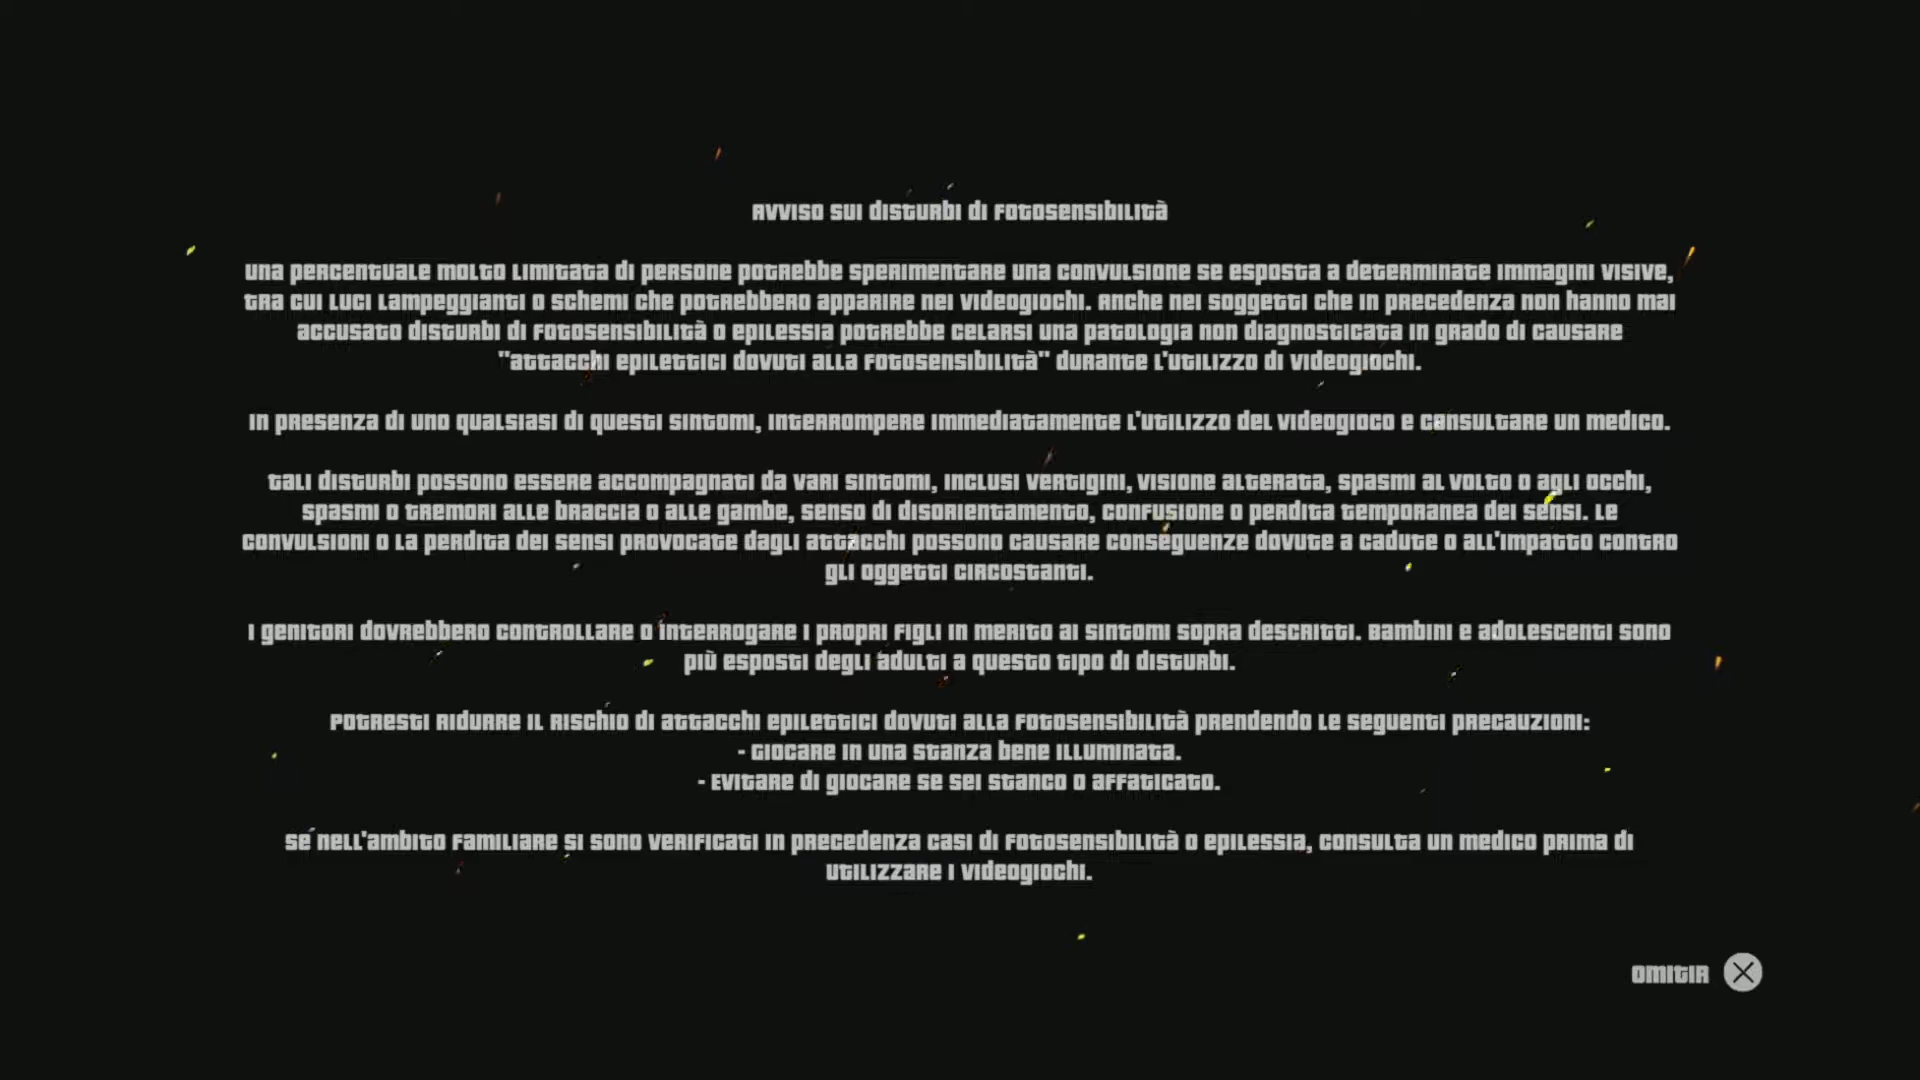 Avviso sui disturbi di fotosensibilità
Una percentuale molto limitata di persone potrebbe sperimentare una convulsione se esposta a determinate immagini visive,
tra cui luci lampeggianti o schemi che potrebbero apparire nei videogiochi. Anche nei soggetti che in precedenza non hanno mai
accusato disturbi di fotosensibilità o epilessia potrebbe celarsi una patologia non diagnosticata in grado di causare
"attacchi epilettici dovuti alla fotosensibilità" durante l'utilizzo di videogiochi.
In presenza di uno qualsiasi di questi sintomi, interrompere immediatamente l'utilizzo del videogioco e consultare un medico.
Tali disturbi possono essere accompagnati da vari sintomi, inclusi vertigini, visione alterata, spasmi al volto o agli occhi,
spasmi o tremori alle braccia o alle gambe, senso di disorientamento, confusione o perdita temporanea dei sensi. Le
convulsioni o la perdita dei sensi provocate dagli attacchi possono causare conseguenze dovute a cadute o all'impatto contro
gli oggetti circostanti.
I genitori dovrebbero controllare o interrogare i propri figli in merito ai sintomi sopra descritti. Bambini e adolescenti sono
più esposti degli adulti a questo tipo di disturbi.
Potresti ridurre il rischio di attacchi epilettici dovuti alla fotosensibilità prendendo le seguenti precauzioni:
- Giocare in una stanza bene illuminata.
- Evitare di giocare se sei stanco o affaticato.
Se nell'ambito familiare si sono verificati in precedenza casi di fotosensibilità o epilessia, consulta un medico prima di
utilizzare i videogiochi.
Omitir